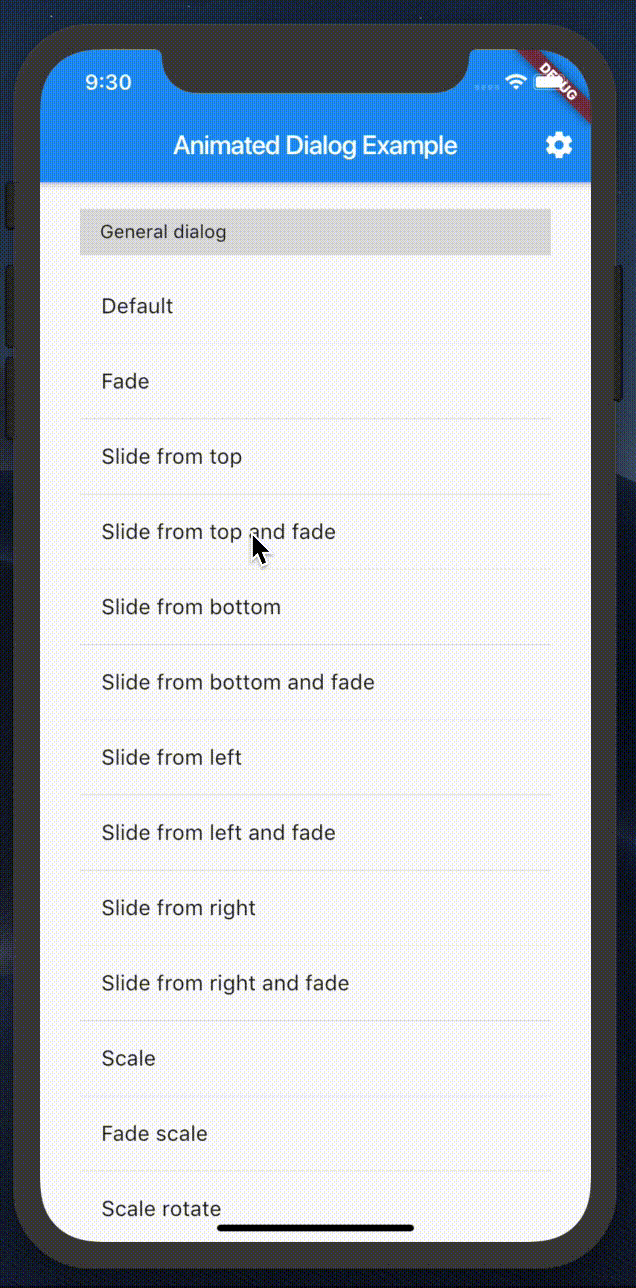 9:30
DEBUG
Animated Dialog Example
General dialog
Default
Fade
Slide from top
Slide from top and fade
Slide from bottom
Slide from bottom and fade
Slide from left
Slide from left and fade
Slide from right
Slide from right and fade
Scale
Fade scale
Scale rotate